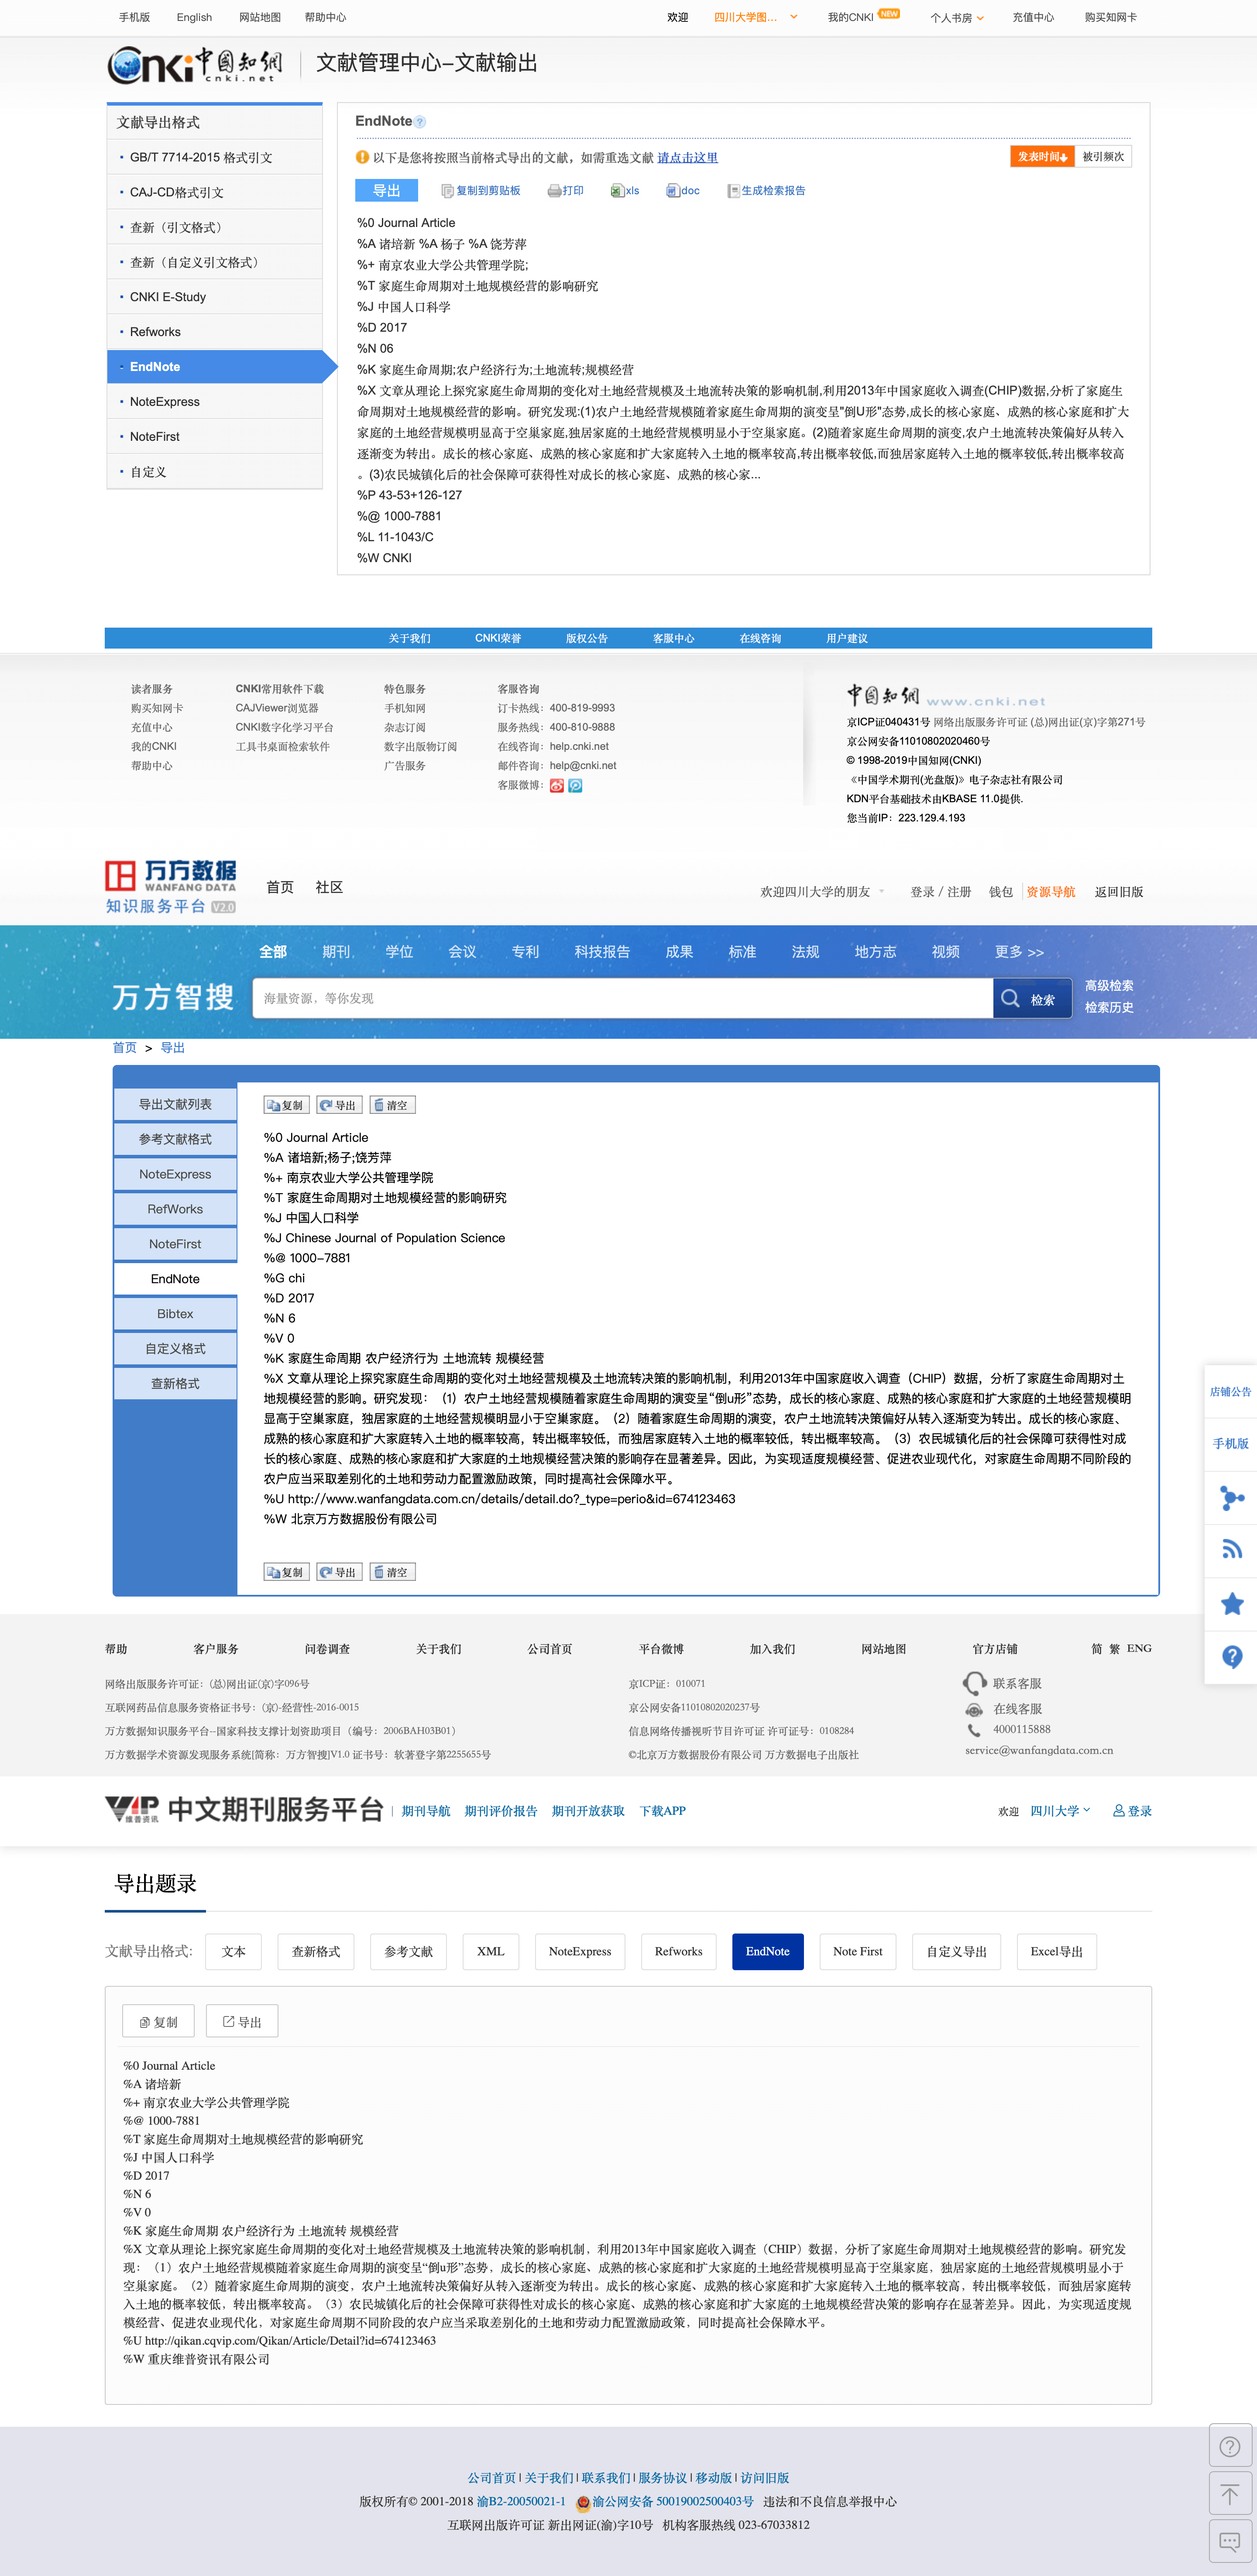 手机版 English 网站地图 帮助中心 欢迎 四川大学图... 我的CNKI NEW 个人书房 充值中心 购买知网卡
Cnki中国知网 cnki.net 文献管理中心-文献输出
文献导出格式
GB/T 7714-2015 格式引文
CAJ-CD格式引文
查新（引文格式）
查新（自定义引文格式）
CNKI E-Study
Refworks
EndNote
NoteExpress
NoteFirst
自定义
EndNote ?
以下是您将按照当前格式导出的文献，如需重选文献 请点击这里 发表时间 被引频次
导出 复制到剪贴板 打印 xls doc 生成检索报告
%0 Journal Article
%A 诸培新 %A 杨子 %A 饶芳萍
%+ 南京农业大学公共管理学院;
%T 家庭生命周期对土地规模经营的影响研究
%J 中国人口科学
%D 2017
%N 06
%K 家庭生命周期;农户经济行为;土地流转;规模经营
%X 文章从理论上探究家庭生命周期的变化对土地经营规模及土地流转决策的影响机制,利用2013年中国家庭收入调查(CHIP)数据,分析了家庭生
命周期对土地规模经营的影响。研究发现:(1)农户土地经营规模随着家庭生命周期的演变呈"倒U形"态势,成长的核心家庭、成熟的核心家庭和扩大
家庭的土地经营规模明显高于空巢家庭,独居家庭的土地经营规模明显小于空巢家庭。(2)随着家庭生命周期的演变,农户土地流转决策偏好从转入
逐渐变为转出。成长的核心家庭、成熟的核心家庭和扩大家庭转入土地的概率较高,转出概率较低,而独居家庭转入土地的概率较低,转出概率较高
。(3)农民城镇化后的社会保障可获得性对成长的核心家庭、成熟的核心家...
%P 43-53+126-127
%@ 1000-7881
%L 11-1043/C
%W CNKI
关于我们 CNKI荣誉 版权公告 客服中心 在线咨询 用户建议
读者服务
购买知网卡
充值中心
我的CNKI
帮助中心
CNKI常用软件下载
CAJViewer浏览器
CNKI数字化学习平台
工具书桌面检索软件
特色服务
手机知网
杂志订阅
数字出版物订阅
广告服务
客服咨询
订卡热线：400-819-9993
服务热线：400-810-9888
在线咨询：help.cnki.net
邮件咨询：help@cnki.net
客服微博：
中国知网 www.cnki.net
京ICP证040431号 网络出版服务许可证 (总)网出证(京)字第271号
京公网安备11010802020460号
© 1998-2019中国知网(CNKI)
《中国学术期刊(光盘版)》电子杂志社有限公司
KDN平台基础技术由KBASE 11.0提供.
您当前IP：223.129.4.193
万方数据
WANFANG DATA
知识服务平台 V2.0
首页 社区 欢迎四川大学的朋友 登录 / 注册 钱包 资源导航 返回旧版
全部 期刊 学位 会议 专利 科技报告 成果 标准 法规 地方志 视频 更多 >>
万方智搜 海量资源，等你发现 检索 高级检索
检索历史
首页 > 导出
导出文献列表
参考文献格式
NoteExpress
RefWorks
NoteFirst
EndNote
Bibtex
自定义格式
查新格式
复制 导出 清空
%0 Journal Article
%A 诸培新;杨子;饶芳萍
%+ 南京农业大学公共管理学院
%T 家庭生命周期对土地规模经营的影响研究
%J 中国人口科学
%J Chinese Journal of Population Science
%@ 1000-7881
%G chi
%D 2017
%N 6
%V 0
%K 家庭生命周期 农户经济行为 土地流转 规模经营
%X 文章从理论上探究家庭生命周期的变化对土地经营规模及土地流转决策的影响机制，利用2013年中国家庭收入调查（CHIP）数据，分析了家庭生命周期对土
地规模经营的影响。研究发现：（1）农户土地经营规模随着家庭生命周期的演变呈“倒u形”态势，成长的核心家庭、成熟的核心家庭和扩大家庭的土地经营规模明
显高于空巢家庭，独居家庭的土地经营规模明显小于空巢家庭。（2）随着家庭生命周期的演变，农户土地流转决策偏好从转入逐渐变为转出。成长的核心家庭、
成熟的核心家庭和扩大家庭转入土地的概率较高，转出概率较低，而独居家庭转入土地的概率较低，转出概率较高。（3）农民城镇化后的社会保障可获得性对成
长的核心家庭、成熟的核心家庭和扩大家庭的土地规模经营决策的影响存在显著差异。因此，为实现适度规模经营、促进农业现代化，对家庭生命周期不同阶段的
农户应当采取差别化的土地和劳动力配置激励政策，同时提高社会保障水平。
%U http://www.wanfangdata.com.cn/details/detail.do?_type=perio&id=674123463
%W 北京万方数据股份有限公司
复制 导出 清空
店铺公告
手机版
帮助 客户服务 问卷调查 关于我们 公司首页 平台微博 加入我们 网站地图 官方店铺 简 繁 ENG
网络出版服务许可证：(总)网出证(京)字096号
互联网药品信息服务资格证书号：(京)-经营性-2016-0015
万方数据知识服务平台--国家科技支撑计划资助项目（编号：2006BAH03B01）
万方数据学术资源发现服务系统[简称：万方智搜]V1.0 证书号：软著登字第2255655号
京ICP证：010071
京公网安备11010802020237号
信息网络传播视听节目许可证 许可证号：0108284
©北京万方数据股份有限公司 万方数据电子出版社
联系客服
在线客服
4000115888
service@wanfangdata.com.cn
VIP 维普资讯 中文期刊服务平台 | 期刊导航 期刊评价报告 期刊开放获取 下载APP 欢迎 四川大学 登录
导出题录
文献导出格式: 文本 查新格式 参考文献 XML NoteExpress Refworks EndNote Note First 自定义导出 Excel导出
复制 导出
%0 Journal Article
%A 诸培新
%+ 南京农业大学公共管理学院
%@ 1000-7881
%T 家庭生命周期对土地规模经营的影响研究
%J 中国人口科学
%D 2017
%N 6
%V 0
%K 家庭生命周期 农户经济行为 土地流转 规模经营
%X 文章从理论上探究家庭生命周期的变化对土地经营规模及土地流转决策的影响机制，利用2013年中国家庭收入调查（CHIP）数据，分析了家庭生命周期对土地规模经营的影响。研究发
现：（1）农户土地经营规模随着家庭生命周期的演变呈“倒u形”态势，成长的核心家庭、成熟的核心家庭和扩大家庭的土地经营规模明显高于空巢家庭，独居家庭的土地经营规模明显小于
空巢家庭。（2）随着家庭生命周期的演变，农户土地流转决策偏好从转入逐渐变为转出。成长的核心家庭、成熟的核心家庭和扩大家庭转入土地的概率较高，转出概率较低，而独居家庭转
入土地的概率较低，转出概率较高。（3）农民城镇化后的社会保障可获得性对成长的核心家庭、成熟的核心家庭和扩大家庭的土地规模经营决策的影响存在显著差异。因此，为实现适度规
模经营、促进农业现代化，对家庭生命周期不同阶段的农户应当采取差别化的土地和劳动力配置激励政策，同时提高社会保障水平。
%U http://qikan.cqvip.com/Qikan/Article/Detail?id=674123463
%W 重庆维普资讯有限公司
公司首页 | 关于我们 | 联系我们 | 服务协议 | 移动版 | 访问旧版
版权所有© 2001-2018 渝B2-20050021-1 渝公网安备 50019002500403号 违法和不良信息举报中心
互联网出版许可证 新出网证(渝)字10号 机构客服热线 023-67033812